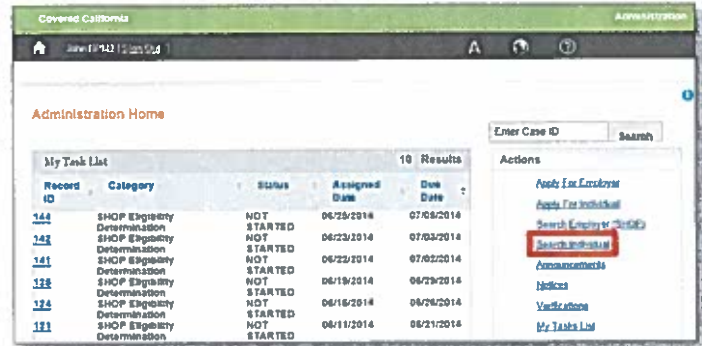 Covered California
Administration
A
Administration Home
Enter Case ID
Search
My Task List
10 Results
Actions
Record ID
Category
Status
Assigned Date
Due Date
144 SHOP Eligibility Determination NOT STARTED 06/25/2014 07/05/2014
142 SHOP Eligibility Determination NOT STARTED 06/23/2014 07/03/2014
141 SHOP Eligibility Determination NOT STARTED 06/22/2014 07/02/2014
SHOP Eligibility Determination NOT STARTED 06/19/2014 06/29/2014
124 SHOP Eligibility Determination NOT STARTED 06/16/2014 06/26/2014
121 SHOP Eligibility Determination NOT STARTED 06/11/2014 06/21/2014
Apply For Employer
Apply For Individual
Search Employer (SHOP)
Search Individual
Announcements
Notices
Verifications
My Tasks List